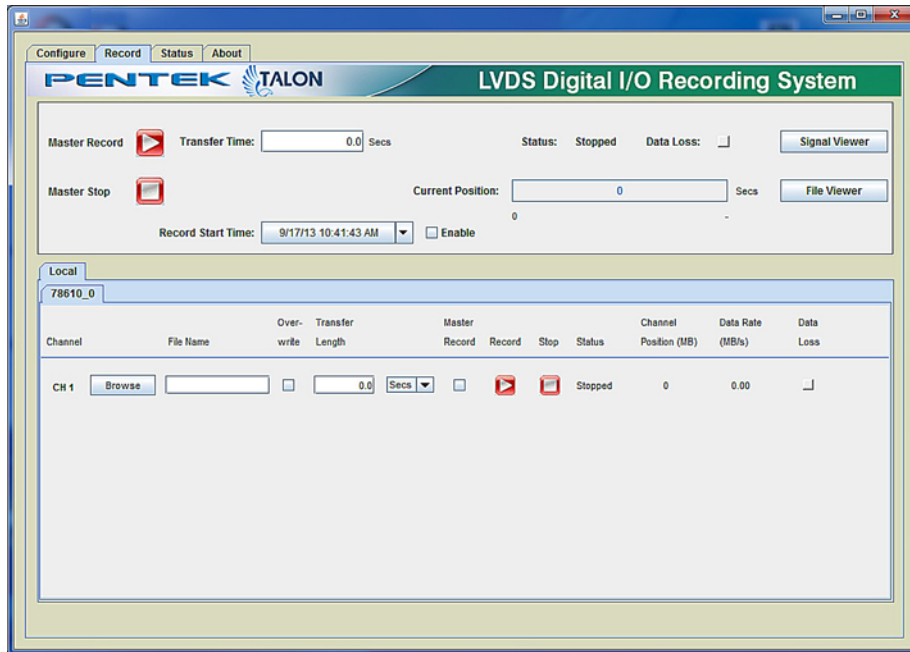 Configure Record Status About
PENTEK TALON LVDS Digital I/O Recording System
Master Record Transfer Time: 0.0 Secs Status: Stopped Data Loss: Signal Viewer
Master Stop Current Position: 0 Secs File Viewer
0 -
Record Start Time: 9/17/13 10:41:43 AM Enable
Local
78610_0
Over- Transfer Master Channel Data Rate Data
Channel File Name write Length Record Record Stop Status Position (MB) (MB/s) Loss
CH 1 Browse 0.0 Secs Stopped 0 0.00